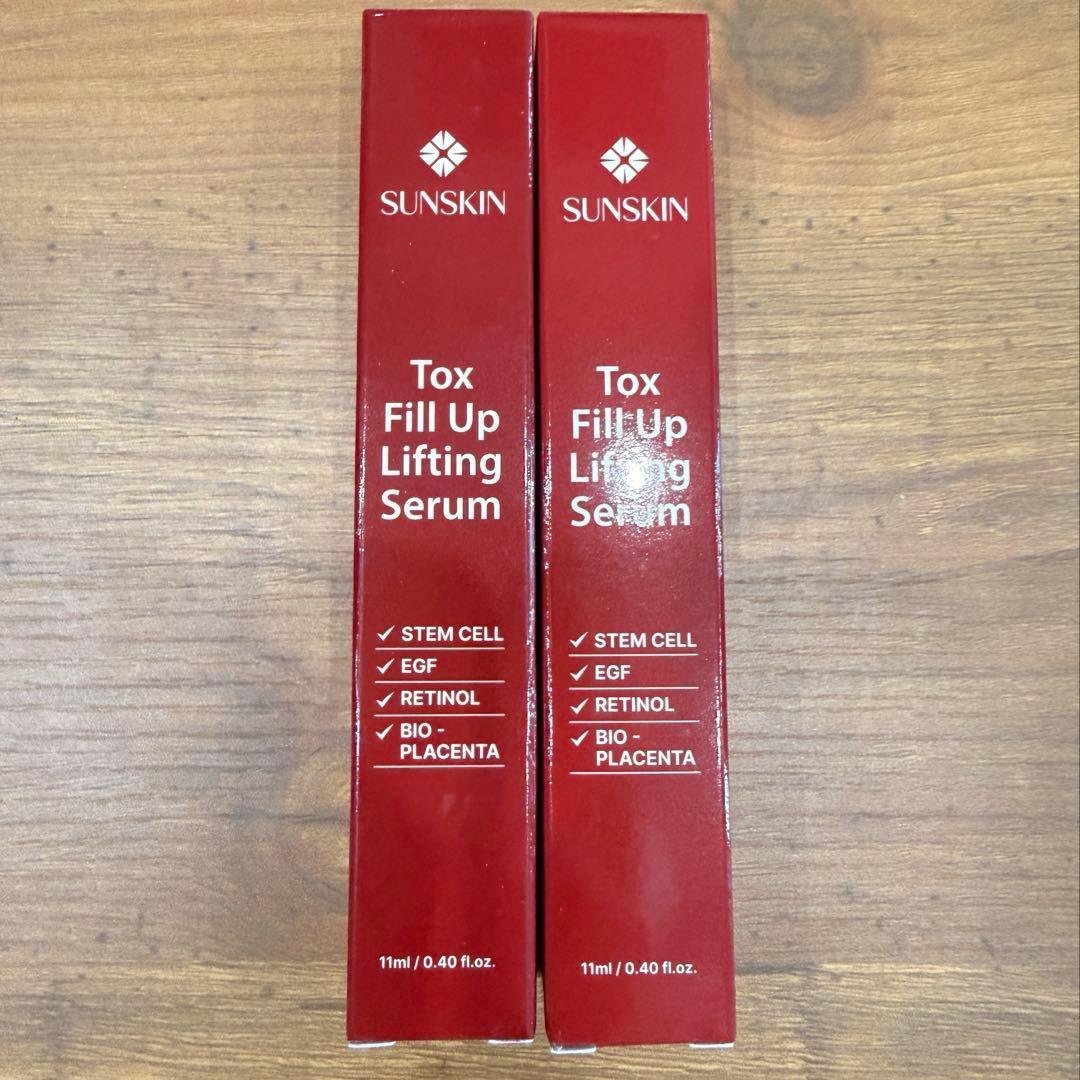 SUNSKIN
Tox
Fill Up
Lifting
Serum
✓ STEM CELL
✓ EGF
✓ RETINOL
✓ BIO -
PLACENTA
11ml / 0.40 fl.oz.
SUNSKIN
Tox
Fill Up
Lifting
Serum
✓ STEM CELL
✓ EGF
✓ RETINOL
✓ BIO -
PLACENTA
11ml / 0.40 fl.oz.